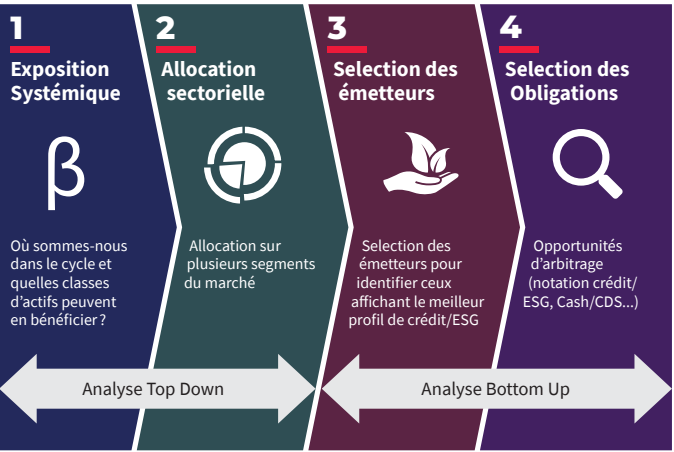 1
Exposition
Systémique
β
Où sommes-nous
dans le cycle et
quelles classes
d'actifs peuvent
en bénéficier ?
2
Allocation
sectorielle
Allocation sur
plusieurs segments
du marché
3
Selection des
émetteurs
Selection des
émetteurs pour
identifier ceux
affichant le meilleur
profil de crédit/ESG
4
Selection des
Obligations
Opportunités
d'arbitrage
(notation crédit/
ESG, Cash/CDS...)
Analyse Top Down
Analyse Bottom Up